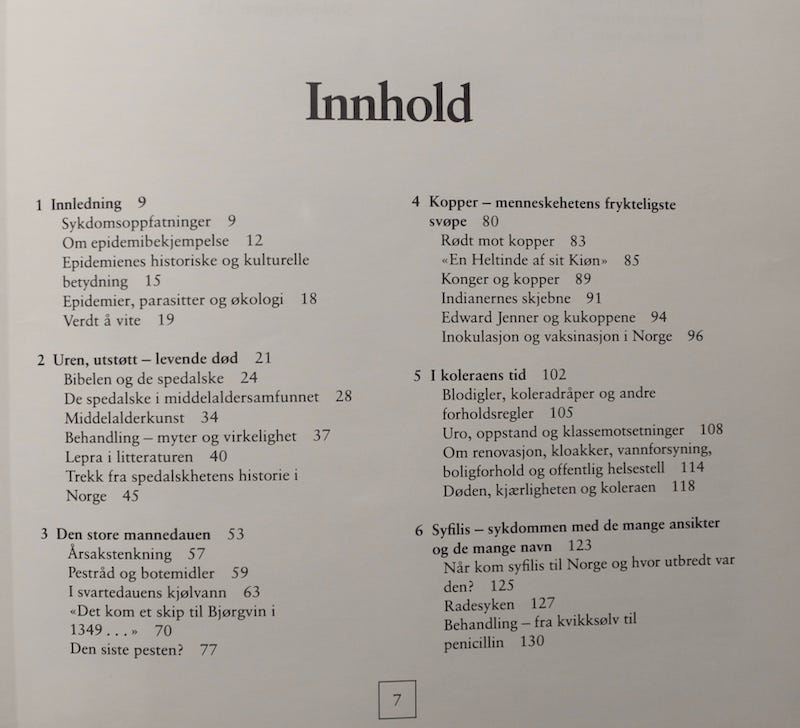 Innhold
1 Innledning 9
Sykdomsoppfatninger 9
Om epidemibekjempelse 12
Epidemienes historiske og kulturelle
betydning 15
Epidemier, parasitter og økologi 18
Verdt å vite 19
2 Uren, utstøtt – levende død 21
Bibelen og de spedalske 24
De spedalske i middelaldersamfunnet 28
Middelalderkunst 34
Behandling – myter og virkelighet 37
Lepra i litteraturen 40
Trekk fra spedalskhetens historie i
Norge 45
3 Den store mannedauen 53
Årsakstenkning 57
Pestråd og botemidler 59
I svartedauens kjølvann 63
«Det kom et skip til Bjørgvin i
1349 . . . » 70
Den siste pesten? 77
4 Kopper – menneskehetens frykteligste
svøpe 80
Rødt mot kopper 83
«En Heltinde af sit Kiøn» 85
Konger og kopper 89
Indianernes skjebne 91
Edward Jenner og kukoppene 94
Inokulasjon og vaksinasjon i Norge 96
5 I koleraens tid 102
Blodigler, koleradråper og andre
forholdsregler 105
Uro, oppstand og klassemotsetninger 108
Om renovasjon, kloakker, vannforsyning,
boligforhold og offentlig helsestell 114
Døden, kjærligheten og koleraen 118
6 Syfilis – sykdommen med de mange ansikter
og de mange navn 123
Når kom syfilis til Norge og hvor utbredt var
den? 125
Radesyken 127
Behandling – fra kvikksølv til
penicillin 130
7